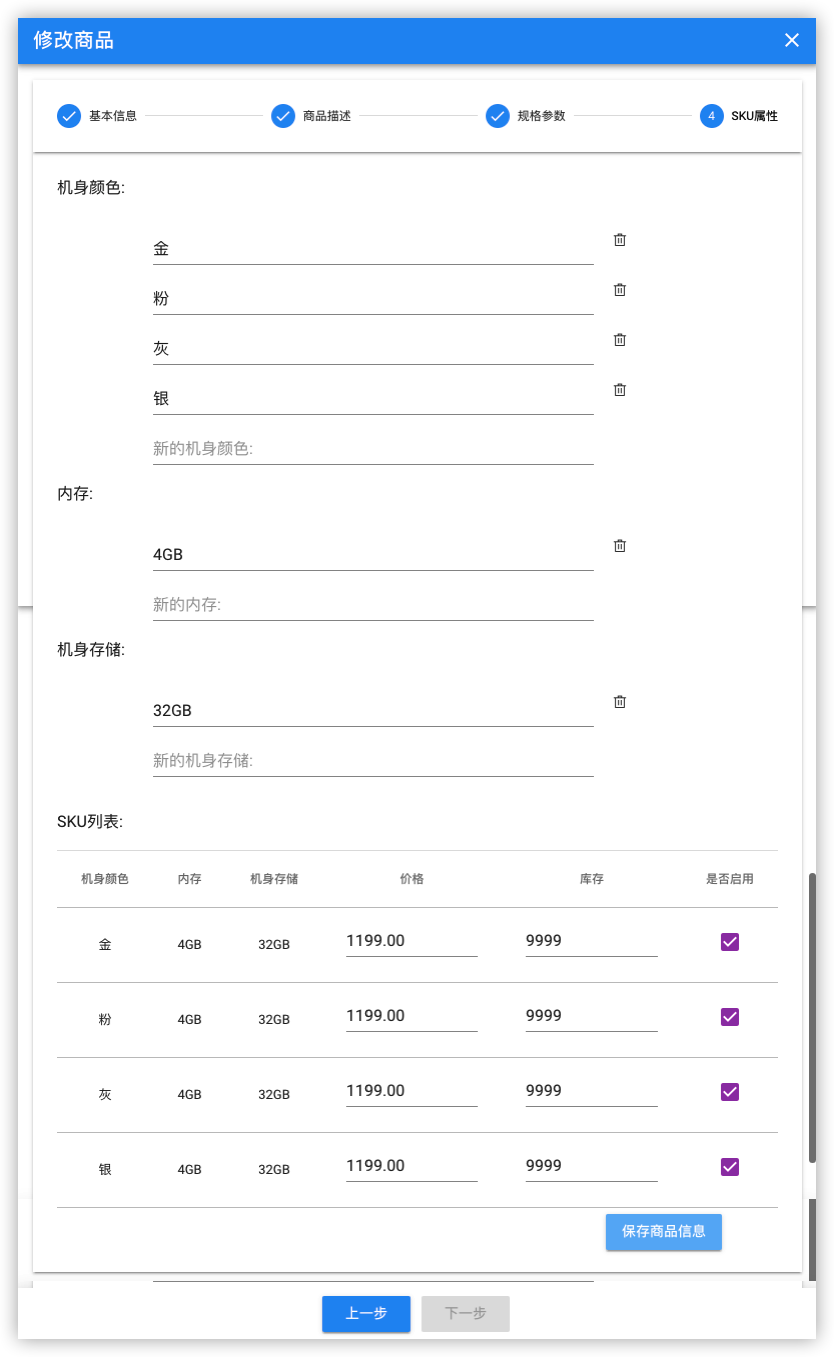 修改商品
基本信息 商品描述 规格参数 4 SKU属性
机身颜色:
金
粉
灰
银
新的机身颜色:
内存:
4GB
新的内存:
机身存储:
32GB
新的机身存储:
SKU列表:
机身颜色 内存 机身存储 价格 库存 是否启用
金 4GB 32GB 1199.00 9999
粉 4GB 32GB 1199.00 9999
灰 4GB 32GB 1199.00 9999
银 4GB 32GB 1199.00 9999
保存商品信息
上一步 下一步